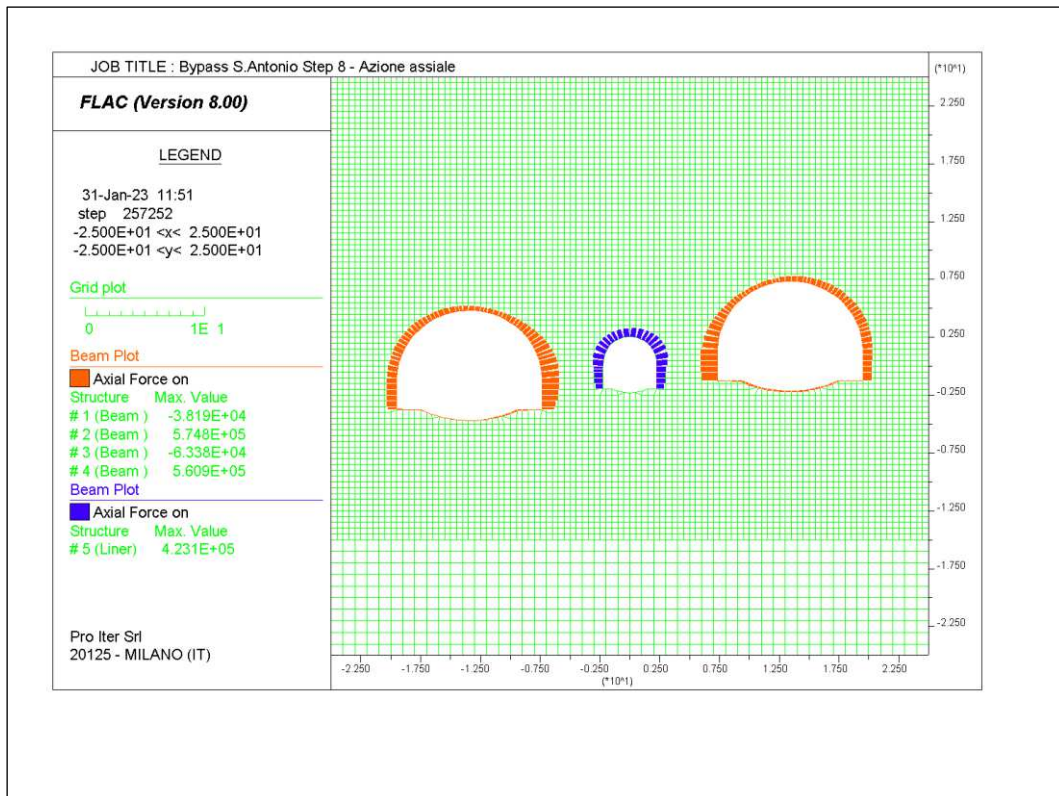 JOB TITLE : Bypass S.Antonio Step 8 - Azione assiale
FLAC (Version 8.00)
LEGEND
31-Jan-23 11:51
step 257252
-2.500E+01 <x< 2.500E+01
-2.500E+01 <y< 2.500E+01
Grid plot
0 1E 1
Beam Plot
Axial Force on
Structure Max. Value
# 1 (Beam ) -3.819E+04
# 2 (Beam ) 5.748E+05
# 3 (Beam ) -6.338E+04
# 4 (Beam ) 5.609E+05
Beam Plot
Axial Force on
Structure Max. Value
# 5 (Liner) 4.231E+05
Pro Iter Srl
20125 - MILANO (IT)
(*10^1)
2.250
1.750
1.250
0.750
0.250
-0.250
-0.750
-1.250
-1.750
-2.250
-2.250 -1.750 -1.250 -0.750 -0.250 0.250 0.750 1.250 1.750 2.250
(*10^1)